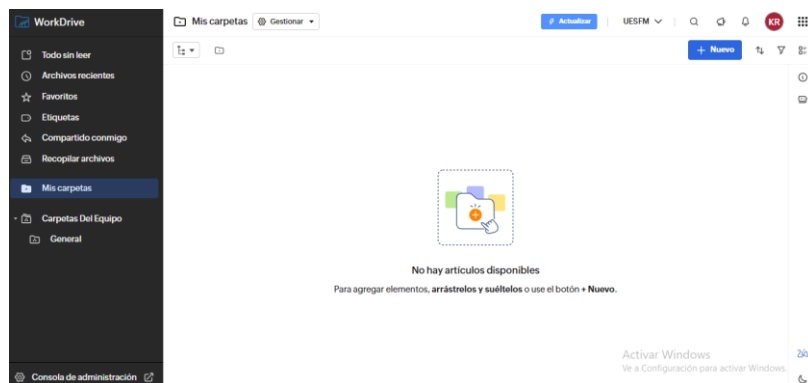 WorkDrive
Mis carpetas
Gestionar
Actualizar
UESFM
KR
Todo sin leer
Archivos recientes
Favoritos
Etiquetas
Compartido conmigo
Recopilar archivos
Mis carpetas
Carpetas Del Equipo
General
Consola de administración
+ Nuevo
No hay artículos disponibles
Para agregar elementos, arrástrelos y suéltelos o use el botón + Nuevo.
Activar Windows
Ve a Configuración para activar Windows.